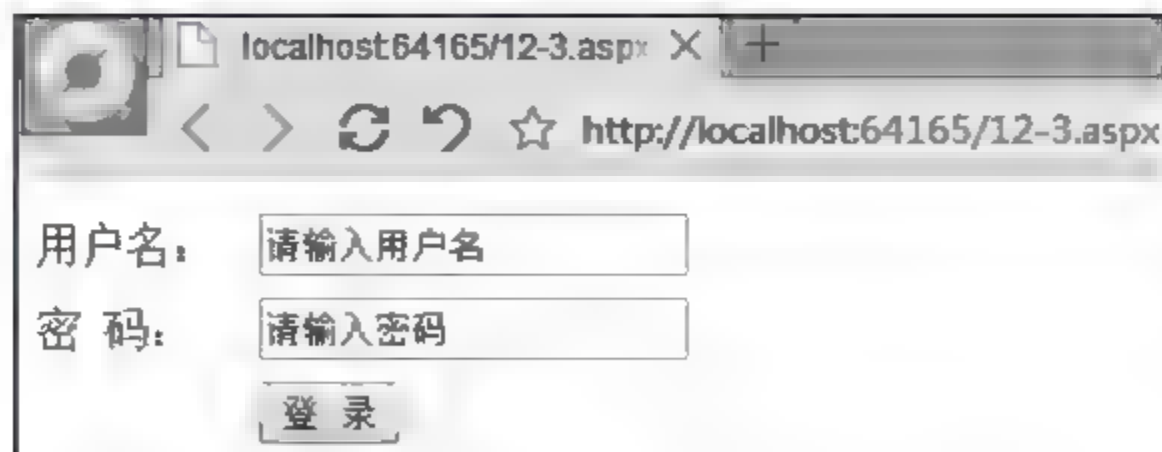 localhost:64165/12-3.aspx
http://localhost:64165/12-3.aspx
用户名：
请输入用户名
密 码：
请输入密码
登 录